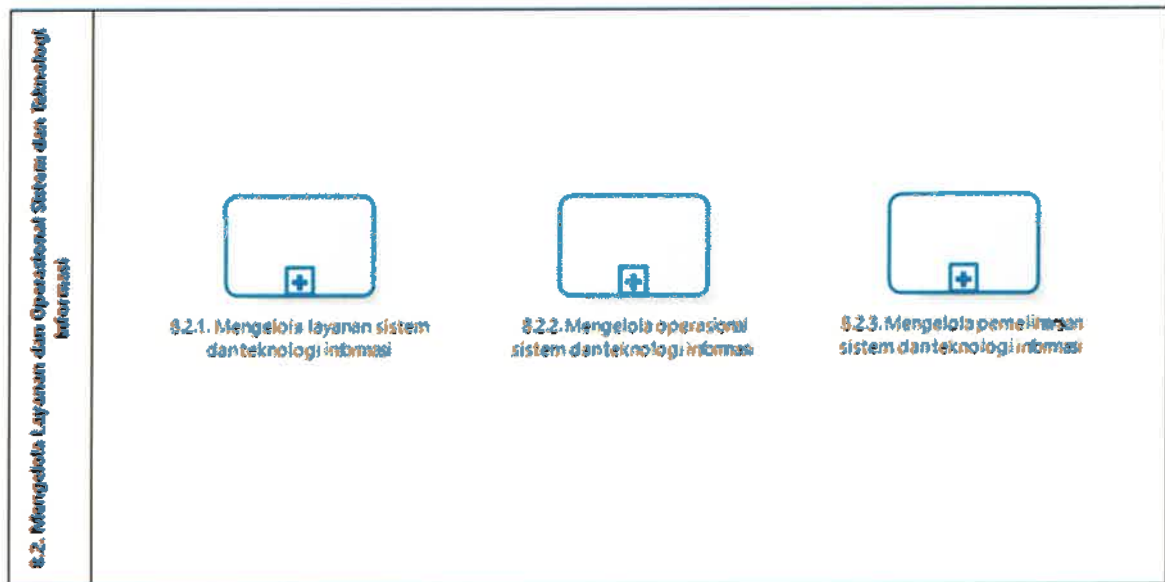 8.2. Mengelola Layanan dan Operasional Sistem dan Teknologi
Informasi
8.2.1. Mengelola layanan sistem
dan teknologi informasi
8.2.2. Mengelola operasional
sistem dan teknologi informasi
8.2.3. Mengelola pemeliharaan
sistem dan teknologi informasi